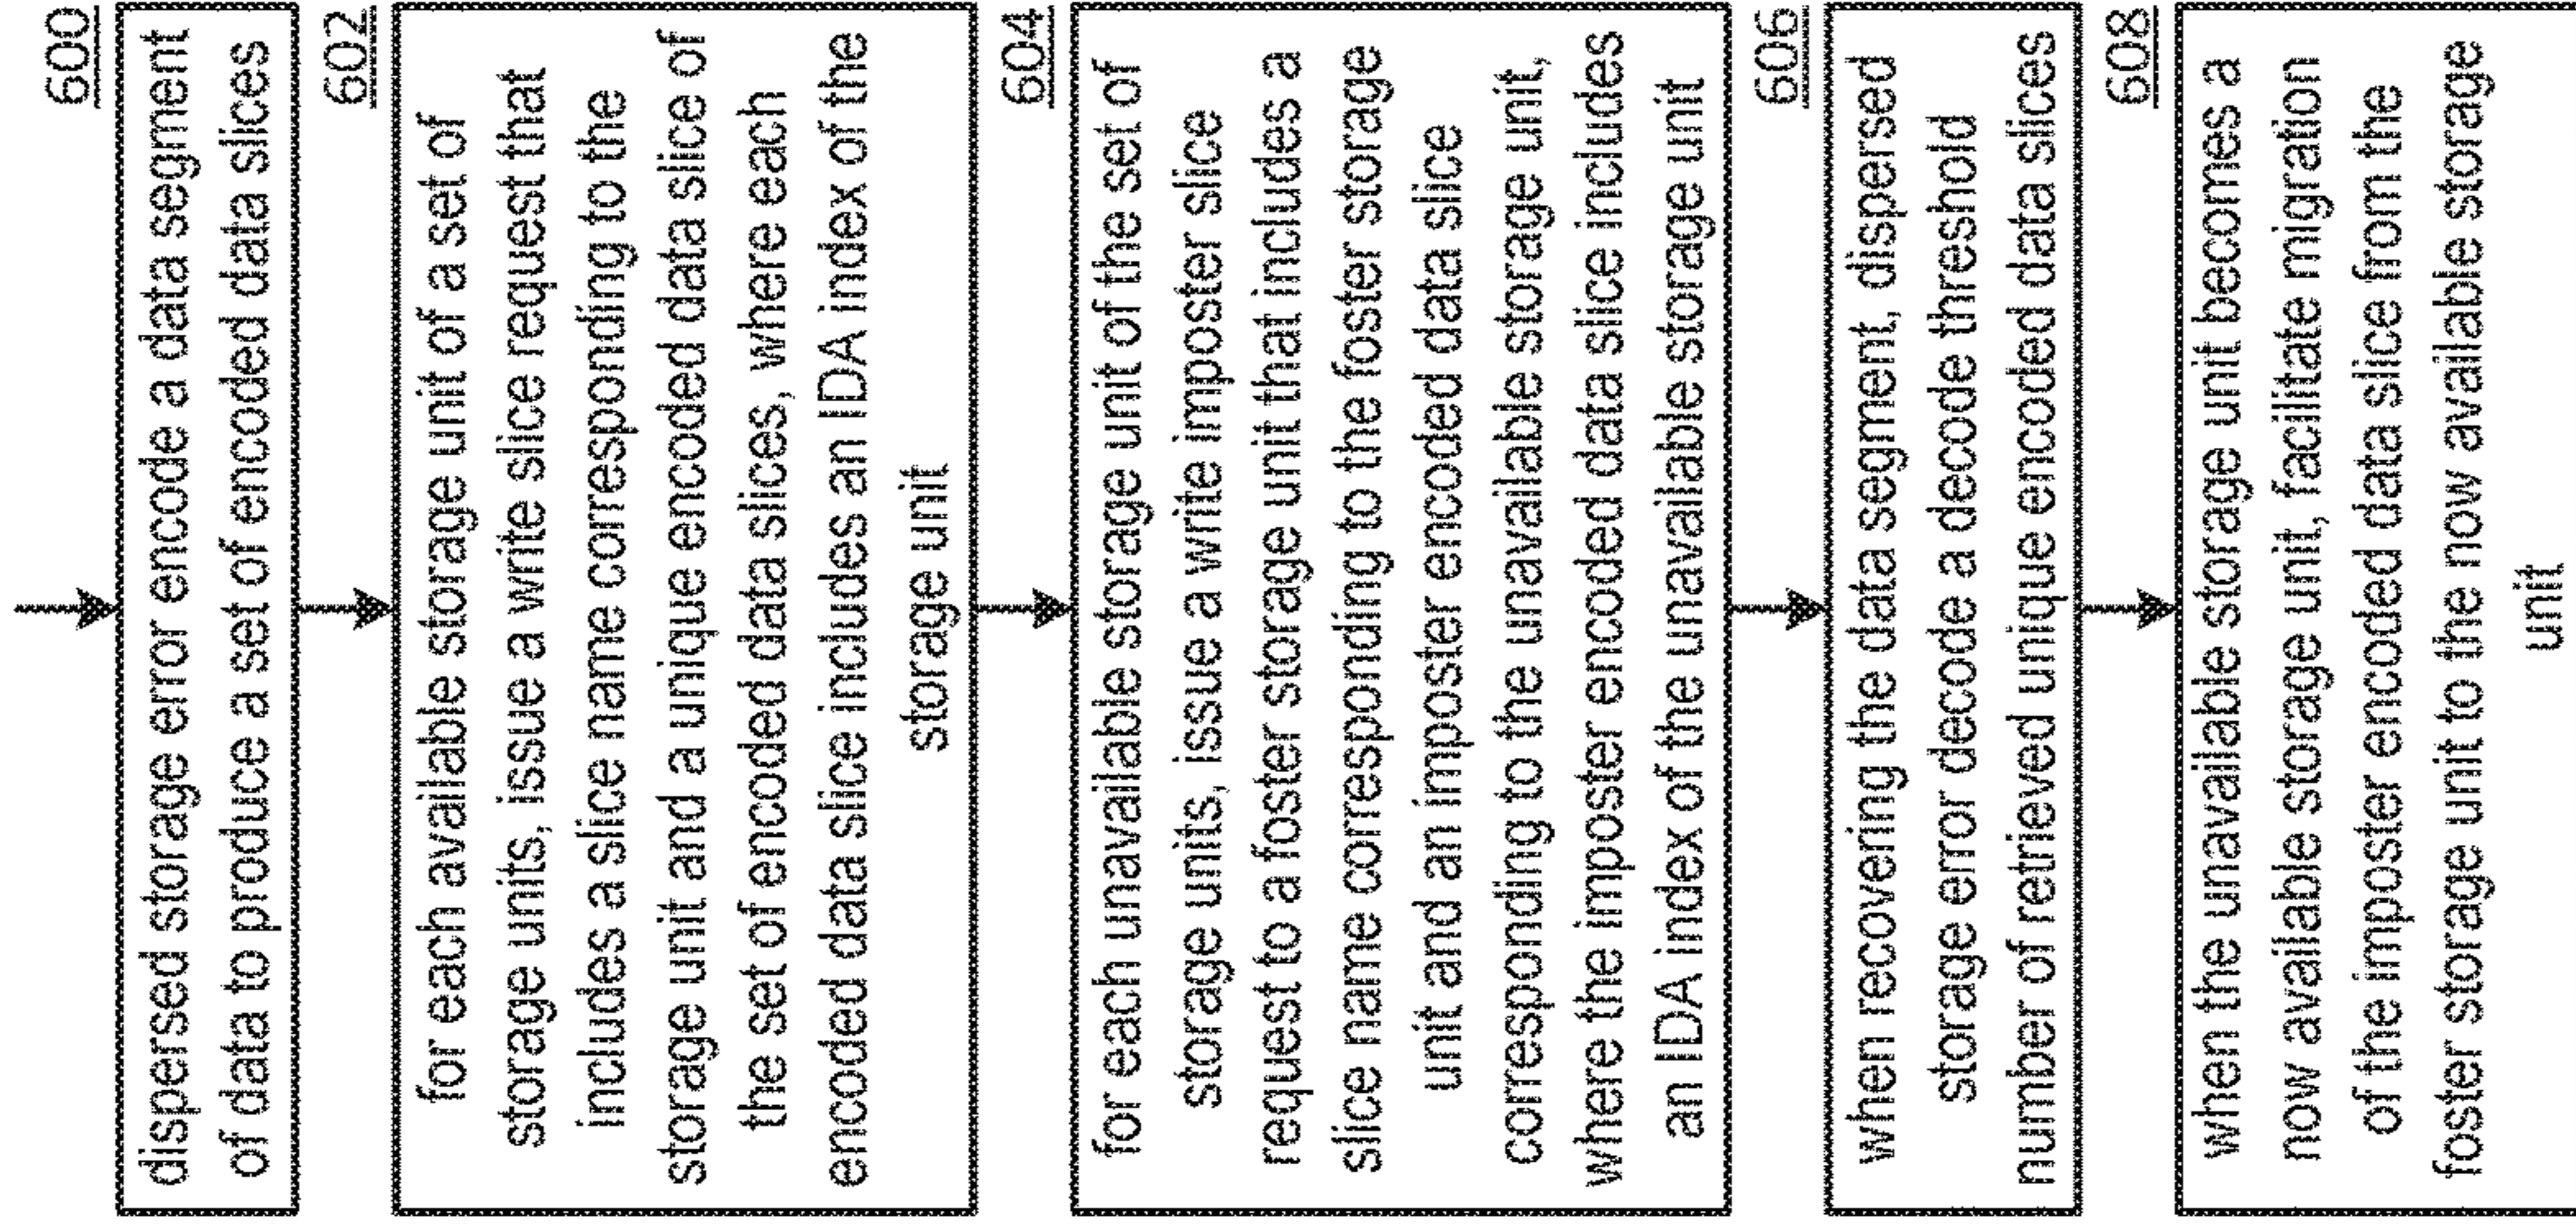 600
dispersed storage error encode a data segment
of data to produce a set of encoded data slices
602
for each available storage unit of a set of
storage units, issue a write slice request that
includes a slice name corresponding to the
storage unit and a unique encoded data slice of
the set of encoded data slices, where each
encoded data slice includes an IDA index of the
storage unit
604
for each unavailable storage unit of the set of
storage units, issue a write imposter slice
request to a foster storage unit that includes a
slice name corresponding to the foster storage
unit and an imposter encoded data slice
corresponding to the unavailable storage unit,
where the imposter encoded data slice includes
an IDA index of the unavailable storage unit
606
when recovering the data segment, dispersed
storage error decode a decode threshold
number of retrieved unique encoded data slices
608
when the unavailable storage unit becomes a
now available storage unit, facilitate migration
of the imposter encoded data slice from the
foster storage unit to the now available storage
unit